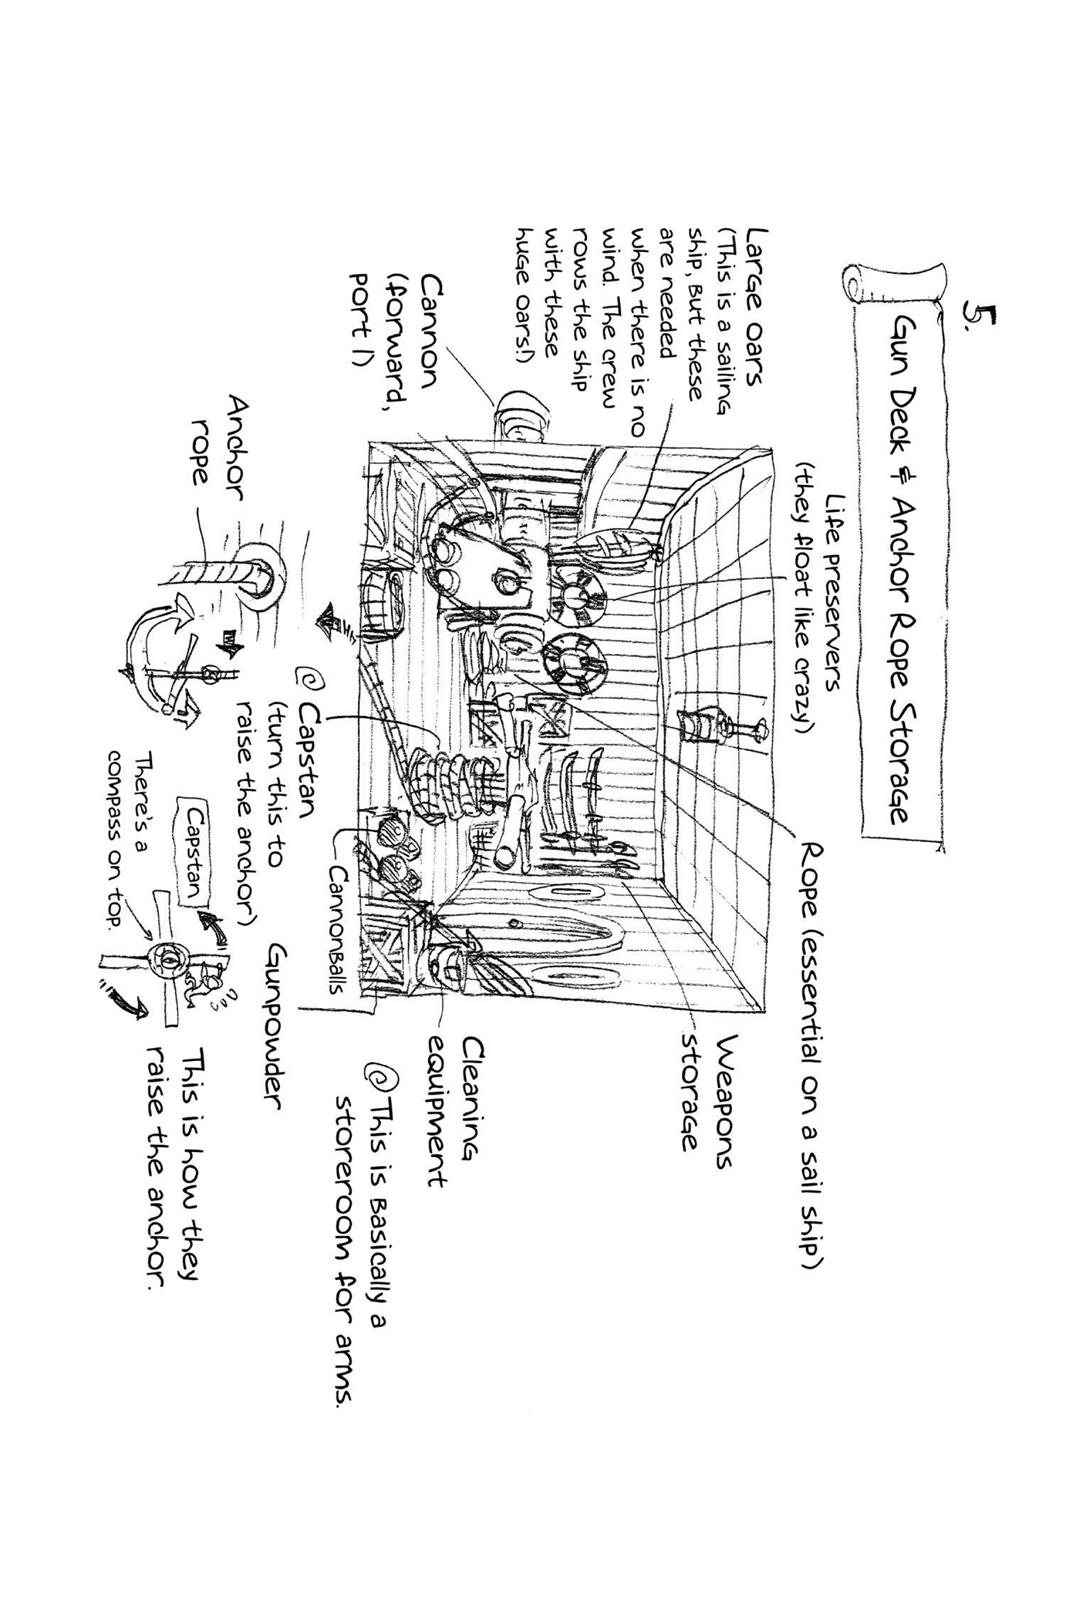 5.
Gun Deck & Anchor Rope Storage
Life preservers
(they float like crazy)
Rope (essential on a sail ship)
Large oars
(This is a sailing
ship, but these
are needed
when there is no
wind. The crew
rows the ship
with these
huge oars!)
Weapons
storage
Cannon
(forward,
port 1)
Cleaning
equipment
@ This is basically a
storeroom for arms.
Cannonballs
@ Capstan
(turn this to
raise the anchor)
Gunpowder
Anchor
rope
Capstan
There's a
compass on top.
This is how they
raise the anchor.